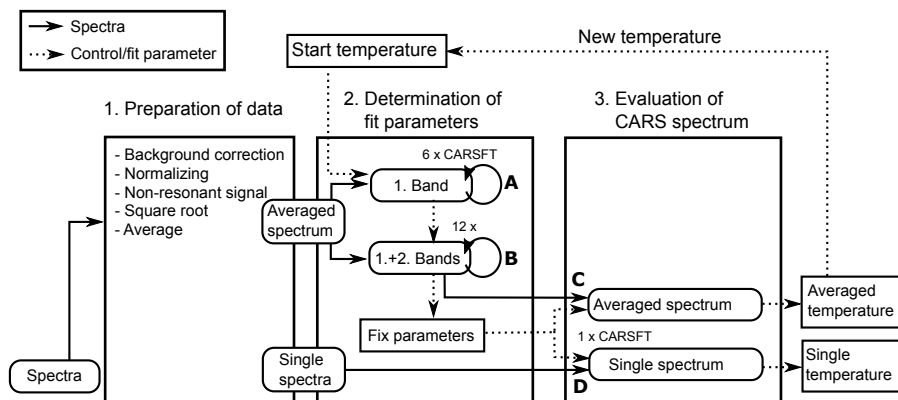 Spectra
Control/fit parameter
Start temperature
New temperature
1. Preparation of data
2. Determination of
fit parameters
3. Evaluation of
CARS spectrum
- Background correction
- Normalizing
- Non-resonant signal
- Square root
- Average
6 x CARSFT
1. Band
A
Averaged
spectrum
12 x
1.+2. Bands
B
C
Averaged spectrum
Averaged
temperature
Fix parameters
1 x CARSFT
Single
spectra
Single spectrum
D
Single
temperature
Spectra